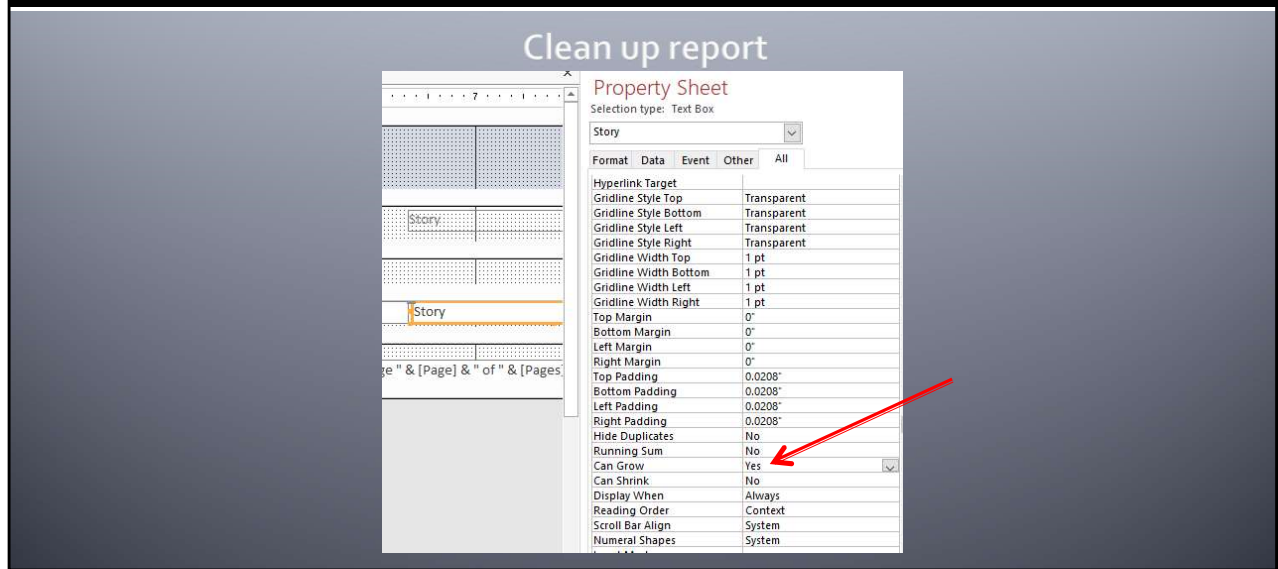 Clean up report
7
Property Sheet
Selection type: Text Box
Story
Format Data Event Other All
Hyperlink Target
Gridline Style Top Transparent
Gridline Style Bottom Transparent
Gridline Style Left Transparent
Gridline Style Right Transparent
Gridline Width Top 1 pt
Gridline Width Bottom 1 pt
Gridline Width Left 1 pt
Gridline Width Right 1 pt
Top Margin 0"
Bottom Margin 0"
Left Margin 0"
Right Margin 0"
Top Padding 0.0208"
Bottom Padding 0.0208"
Left Padding 0.0208"
Right Padding 0.0208"
Hide Duplicates No
Running Sum No
Can Grow Yes
Can Shrink No
Display When Always
Reading Order Context
Scroll Bar Align System
Numeral Shapes System
Story
Story
ge " & [Page] & " of " & [Pages]